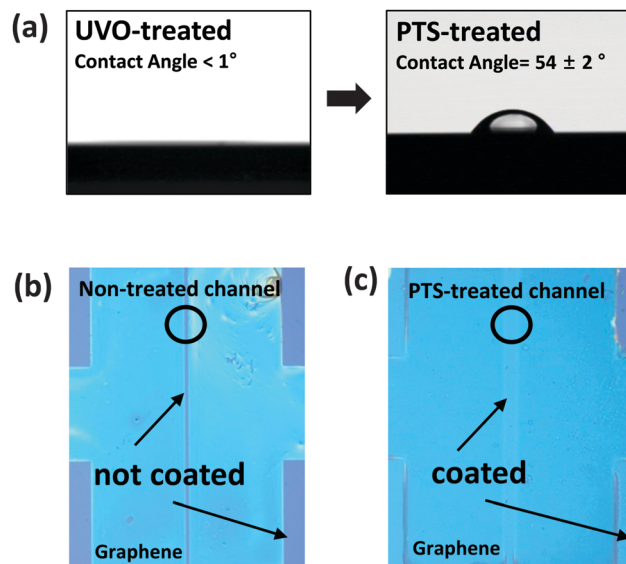 (a)
UVO-treated
Contact Angle < 1°
PTS-treated
Contact Angle= 54 ± 2 °
(b)
Non-treated channel
not coated
Graphene
(c)
PTS-treated channel
coated
Graphene